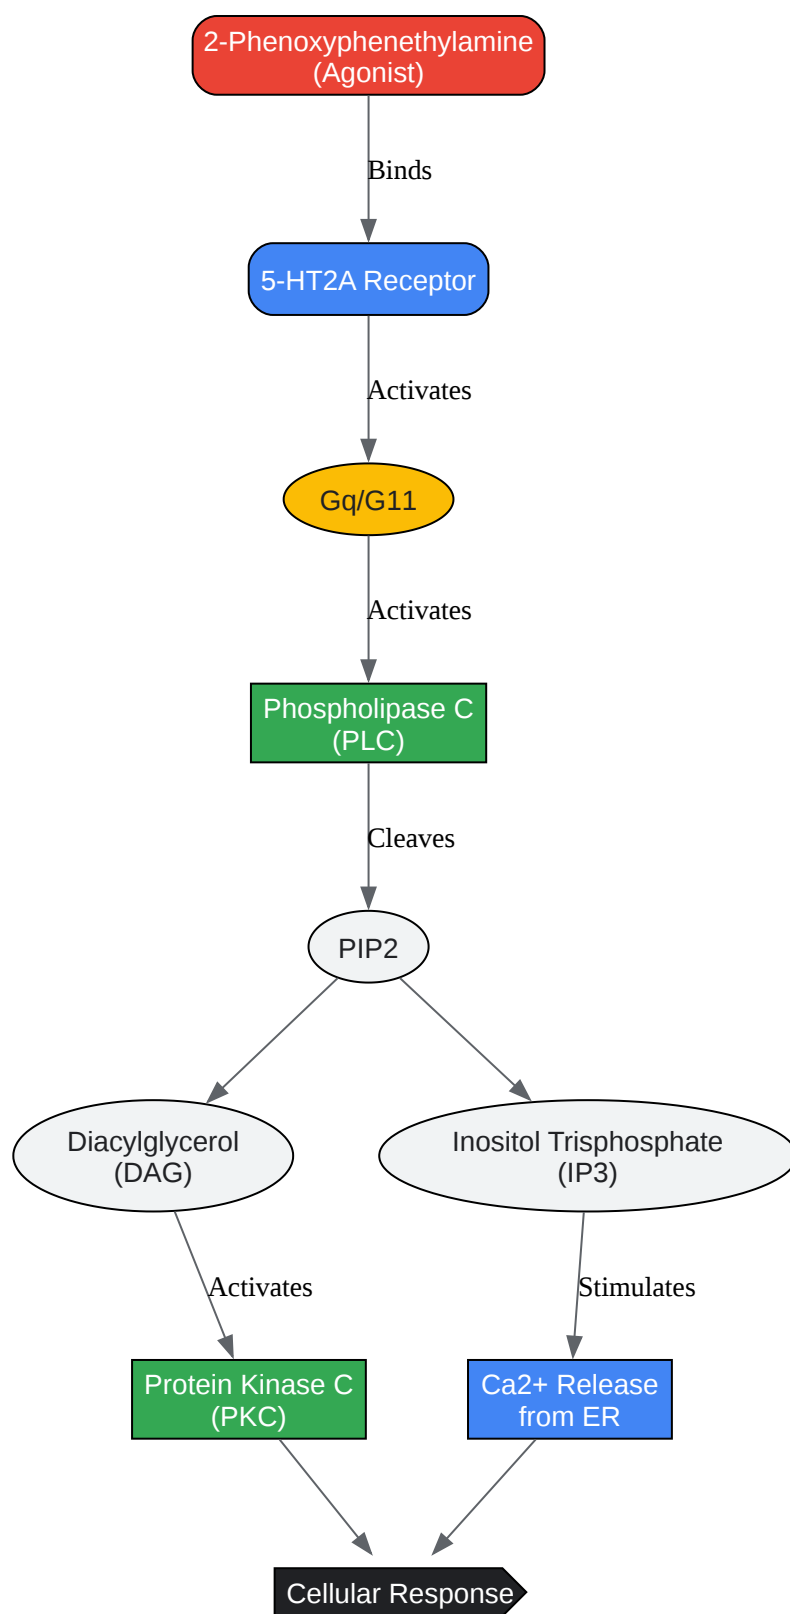 2-Phenoxyphenethylamine
(Agonist)
Binds
5-HT2A Receptor
Activates
Gq/G11
Activates
Phospholipase C
(PLC)
Cleaves
PIP2
Diacylglycerol
(DAG)
Inositol Trisphosphate
(IP3)
Activates
Stimulates
Protein Kinase C
(PKC)
Ca2+ Release
from ER
Cellular Response